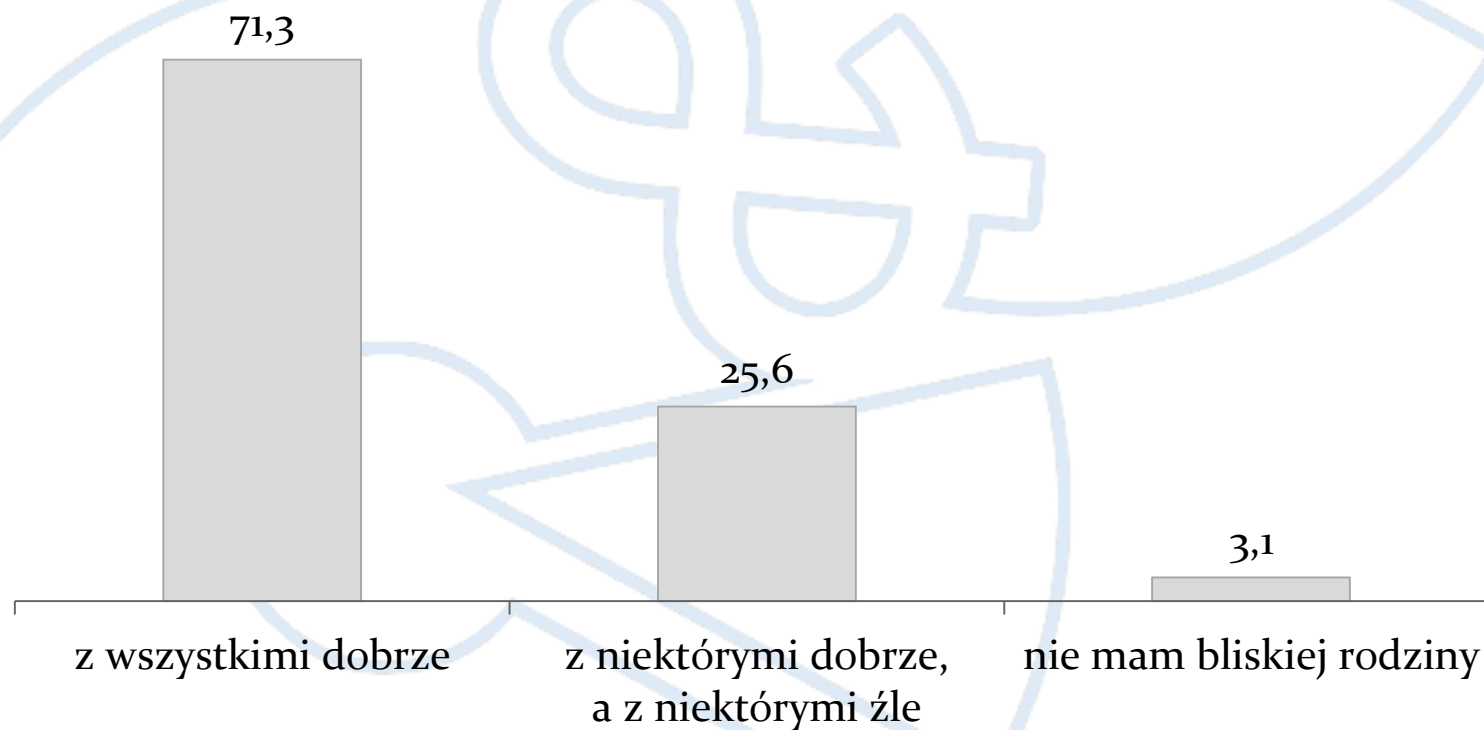 71,3
25,6
3,1
z wszystkimi dobrze
z niektórymi dobrze,
a z niektórymi źle
nie mam bliskiej rodziny